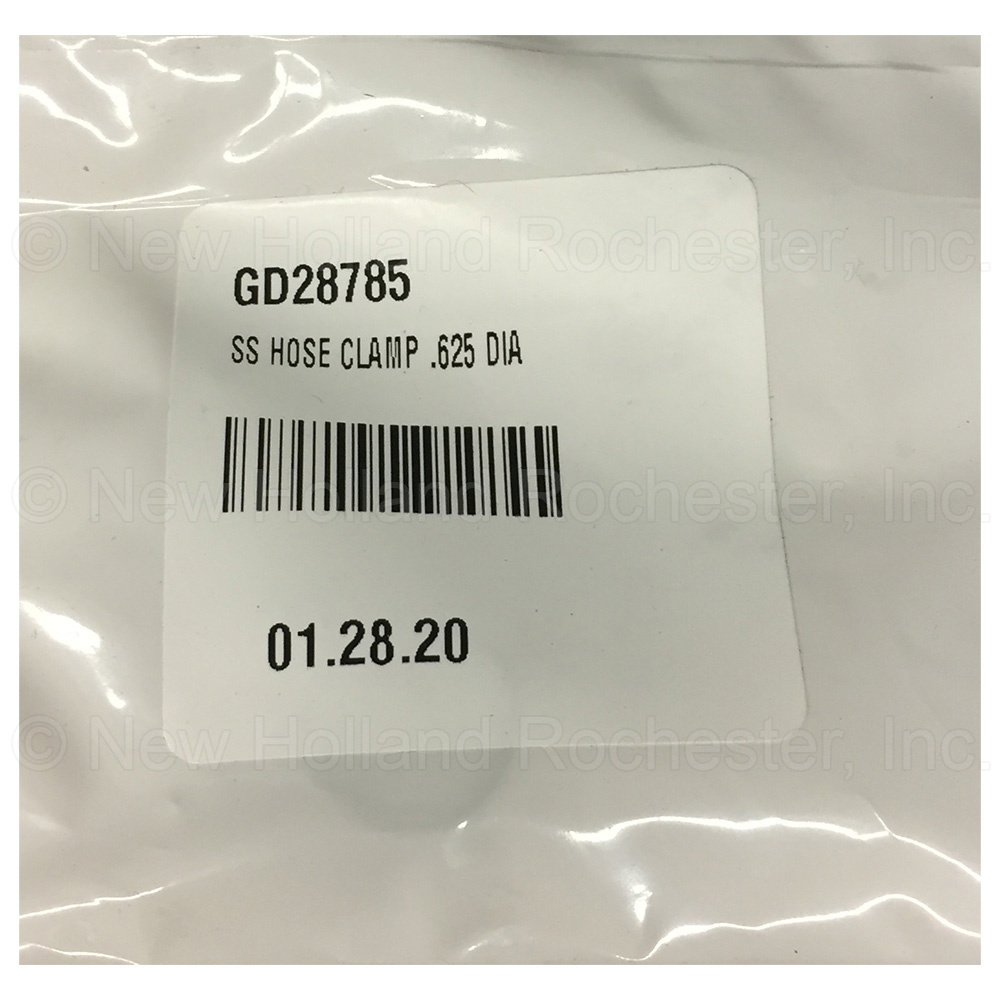 © New Holland Rochester, Inc.
GD28785
SS HOSE CLAMP .625 DIA
© New Holland Rochester, Inc.
01.28.20
© New Holland Rochester, Inc.